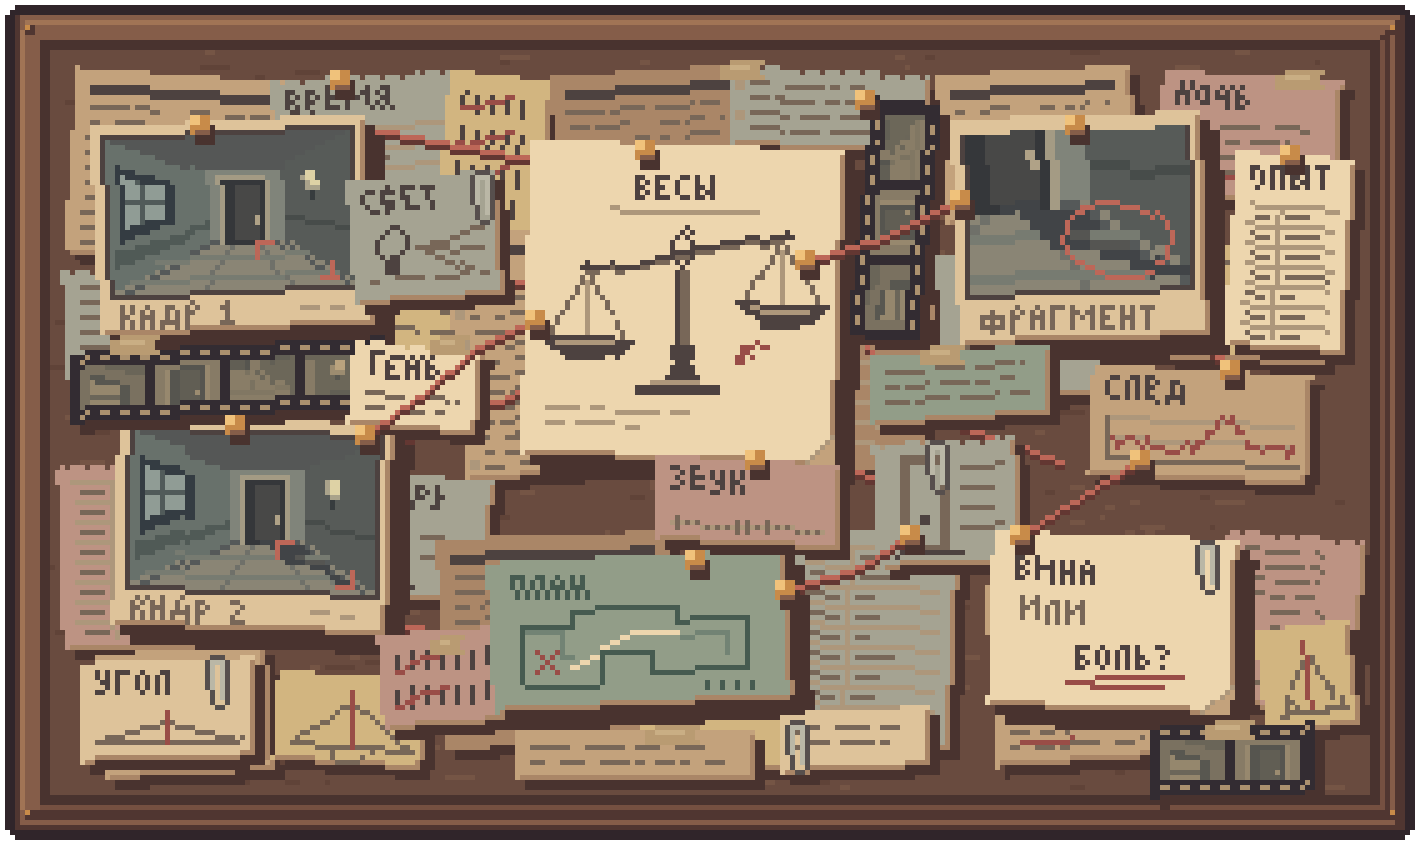 ВРЕМЯ
НОЧЬ
СВЕТ
ВЕСЫ
ОПЫТ
КАДР 1
ФРАГМЕНТ
ТЕНЬ
СЛЕД
ЗВУК
ПЛАН
КАДР 2
ВИНА
ИЛИ
БОЛЬ?
УГОЛ